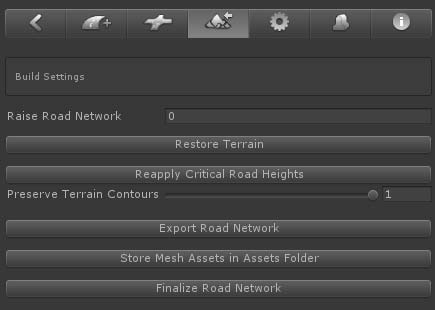 Build Settings
Raise Road Network 0
Restore Terrain
Reapply Critical Road Heights
Preserve Terrain Contours 1
Export Road Network
Store Mesh Assets in Assets Folder
Finalize Road Network